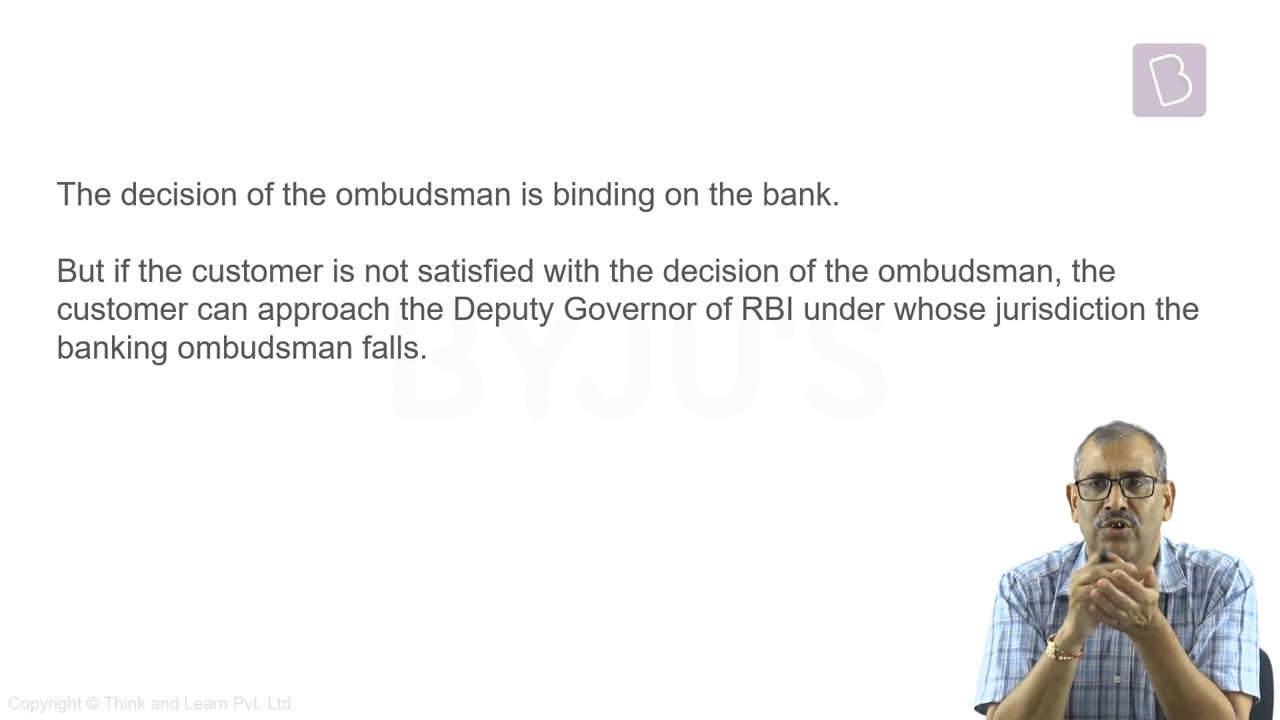 The decision of the ombudsman is binding on the bank.
But if the customer is not satisfied with the decision of the ombudsman, the
customer can approach the Deputy Governor of RBI under whose jurisdiction the
banking ombudsman falls.
BYJU'S
Copyright © Think and Learn Pvt. Ltd.